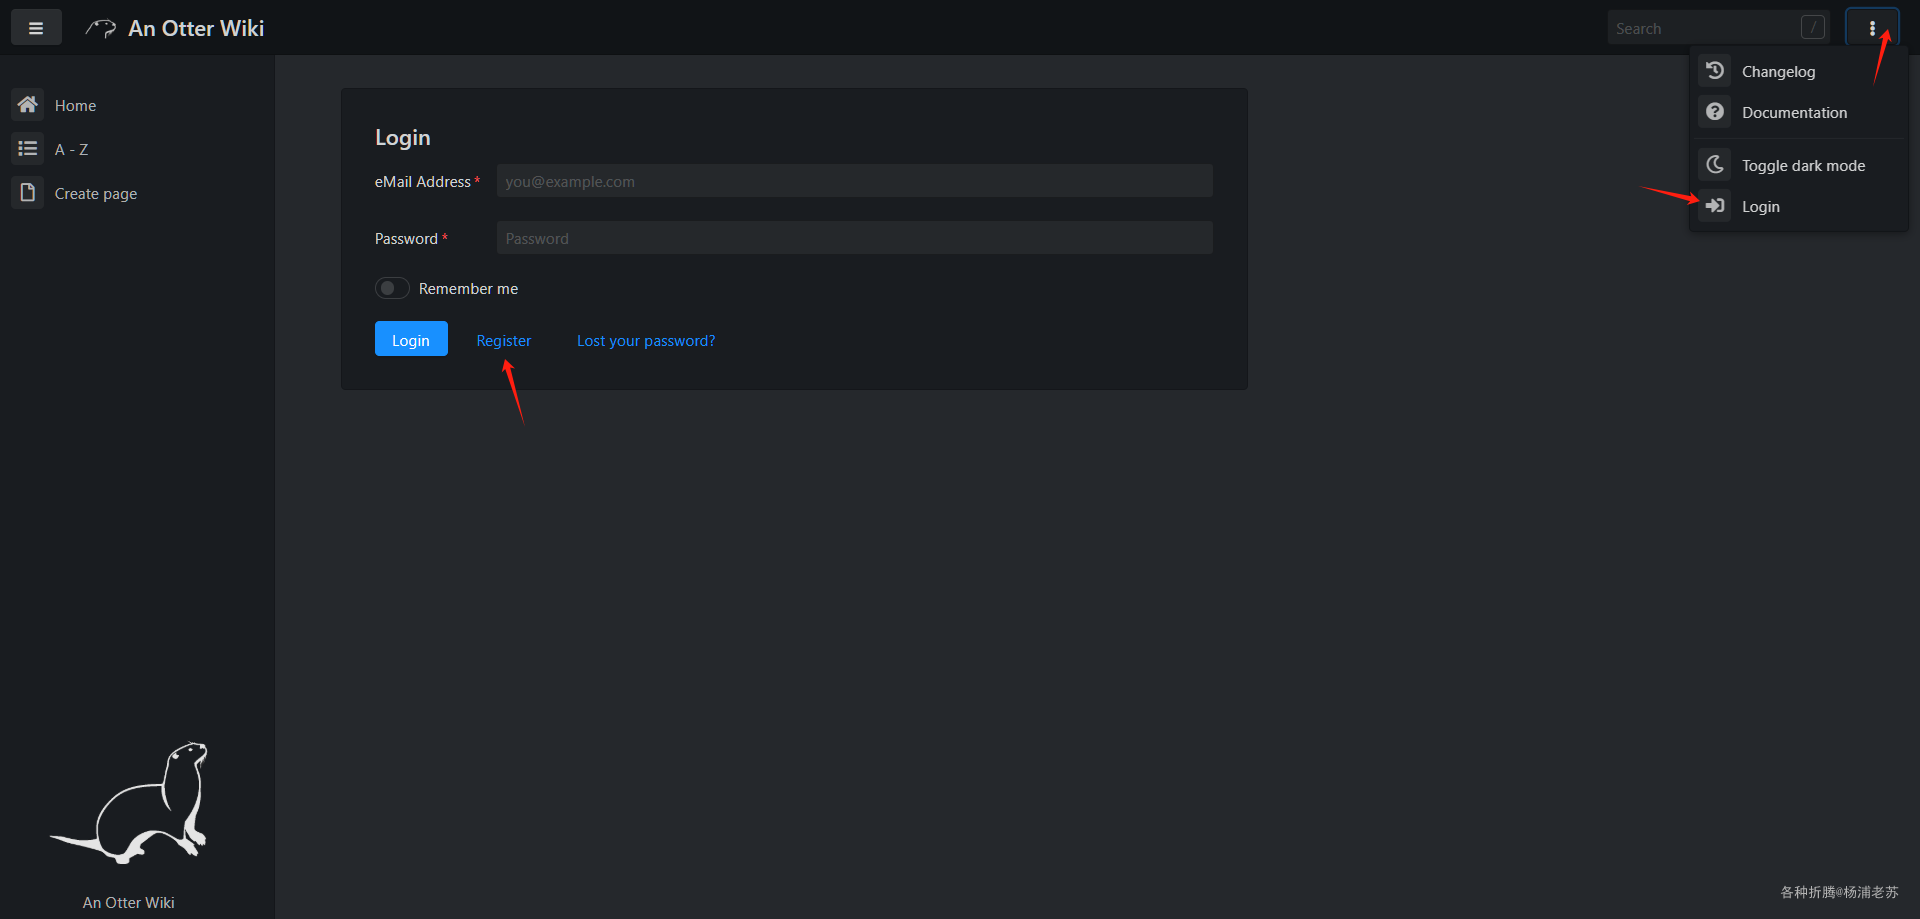 An Otter Wiki
Search /
Changelog
Documentation
Toggle dark mode
Login
Home
A - Z
Create page
Login
eMail Address *
you@example.com
Password *
Password
Remember me
Login
Register
Lost your password?
An Otter Wiki
各种折腾@杨浦老苏